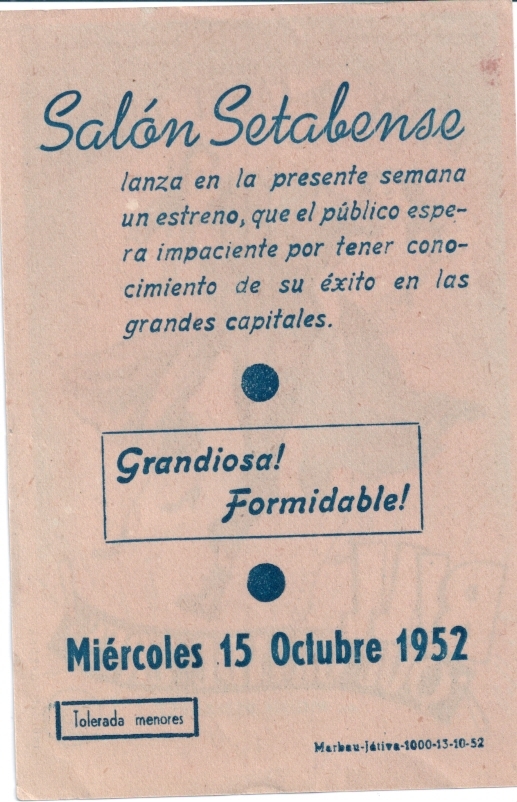 Salón Setabense
lanza en la presente semana
un estreno, que el público espe-
ra impaciente por tener cono-
cimiento de su éxito en las
grandes capitales.
Grandiosa!
Formidable!
Miércoles 15 Octubre 1952
Tolerada menores
Marbau-Játiva-1000-13-10-52